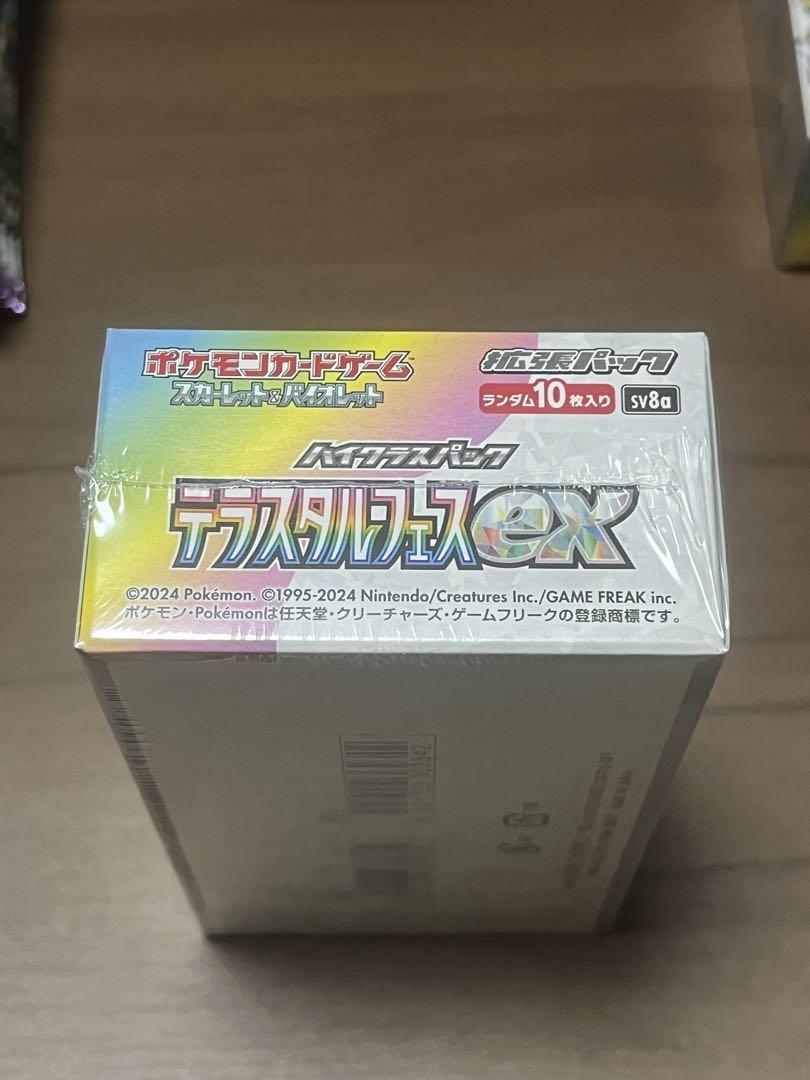 ポケモンカードゲーム™
スカーレット&バイオレット
拡張パック
ランダム10枚入り
SV8a
ハイクラスパック
テラスタル・フェスex
©2024 Pokémon. ©1995-2024 Nintendo/Creatures Inc./GAME FREAK inc.
ポケモン・Pokémonは任天堂・クリーチャーズ・ゲームフリークの登録商標です。